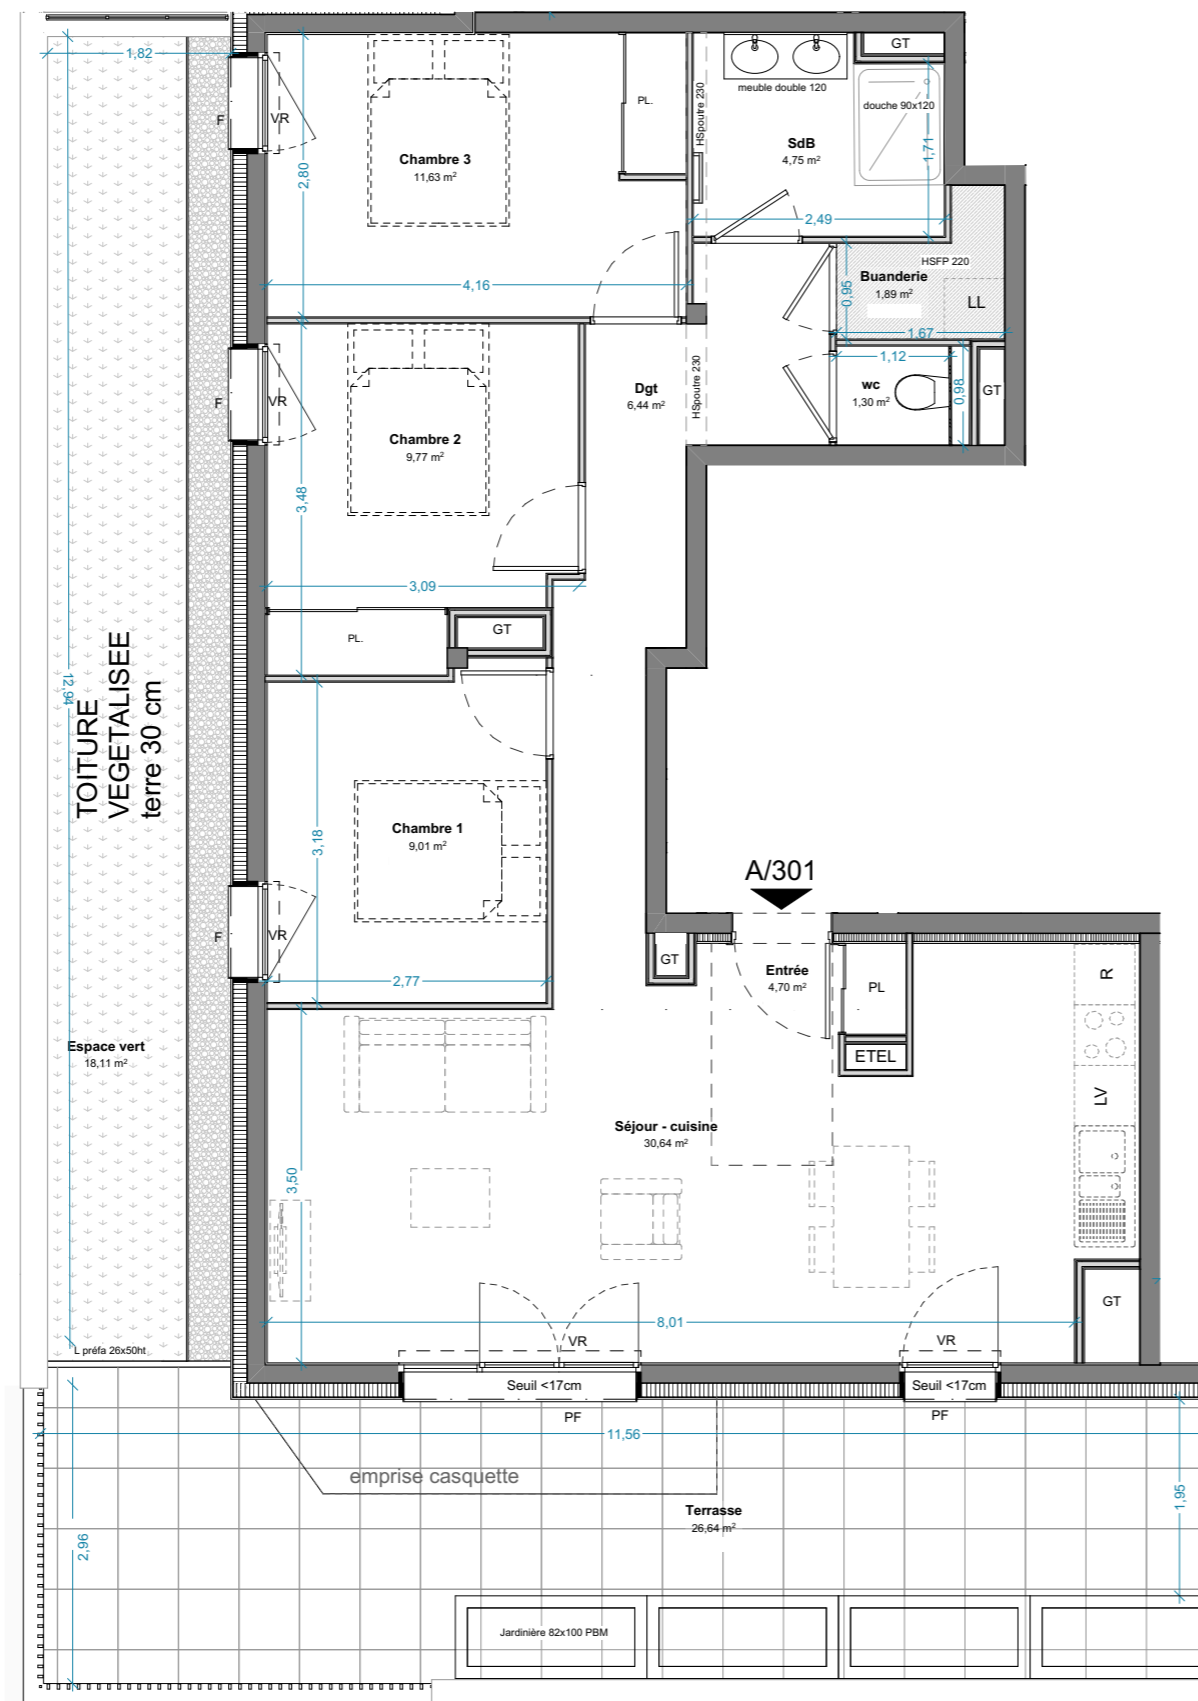 1,82
F
VR
Chambre 3
11,63 m²
2,80
4,16
PL.
HSpoutre 230
meuble double 120
GT
douche 90x120
SdB
4,75 m²
1,71
2,49
HSFP 220
Buanderie
1,89 m²
0,95
LL
1,67
1,12
wc
1,30 m²
0,98
GT
F
VR
Chambre 2
9,77 m²
3,48
3,09
Dgt
6,44 m²
HSpoutre 230
PL.
GT
12,94
TOITURE
VEGETALISEE
terre 30 cm
Chambre 1
9,01 m²
3,18
2,77
F
VR
A/301
GT
Entrée
4,70 m²
PL
ETEL
R
LV
Espace vert
18,11 m²
Séjour - cuisine
30,64 m²
3,50
8,01
GT
VR
VR
L préfa 26x50ht
Seuil <17cm
Seuil <17cm
PF
PF
11,56
emprise casquette
Terrasse
26,64 m²
2,96
1,95
Jardinière 82x100 PBM